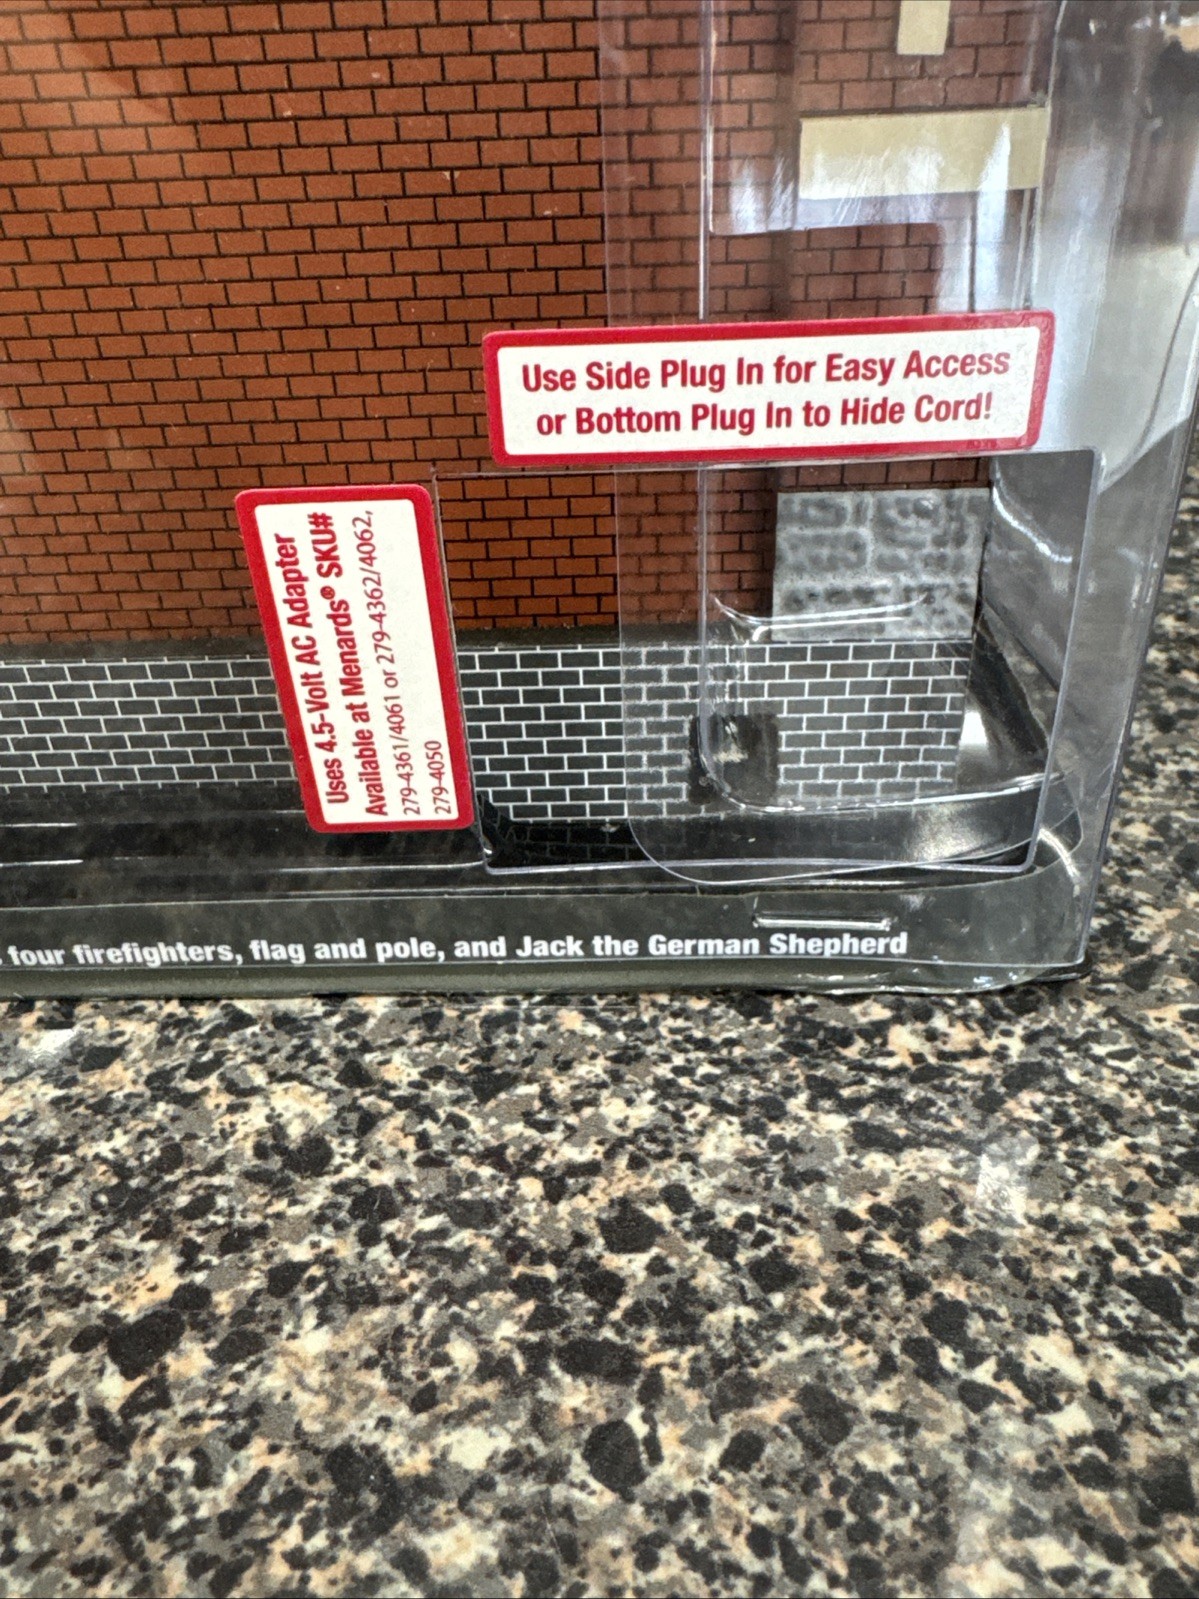 Use Side Plug In for Easy Access
or Bottom Plug In to Hide Cord!
Uses 4.5-Volt AC Adapter
Available at Menards® SKU#
279-4361/4061 or 279-4362/4062,
279-4050
four firefighters, flag and pole, and Jack the German Shepherd